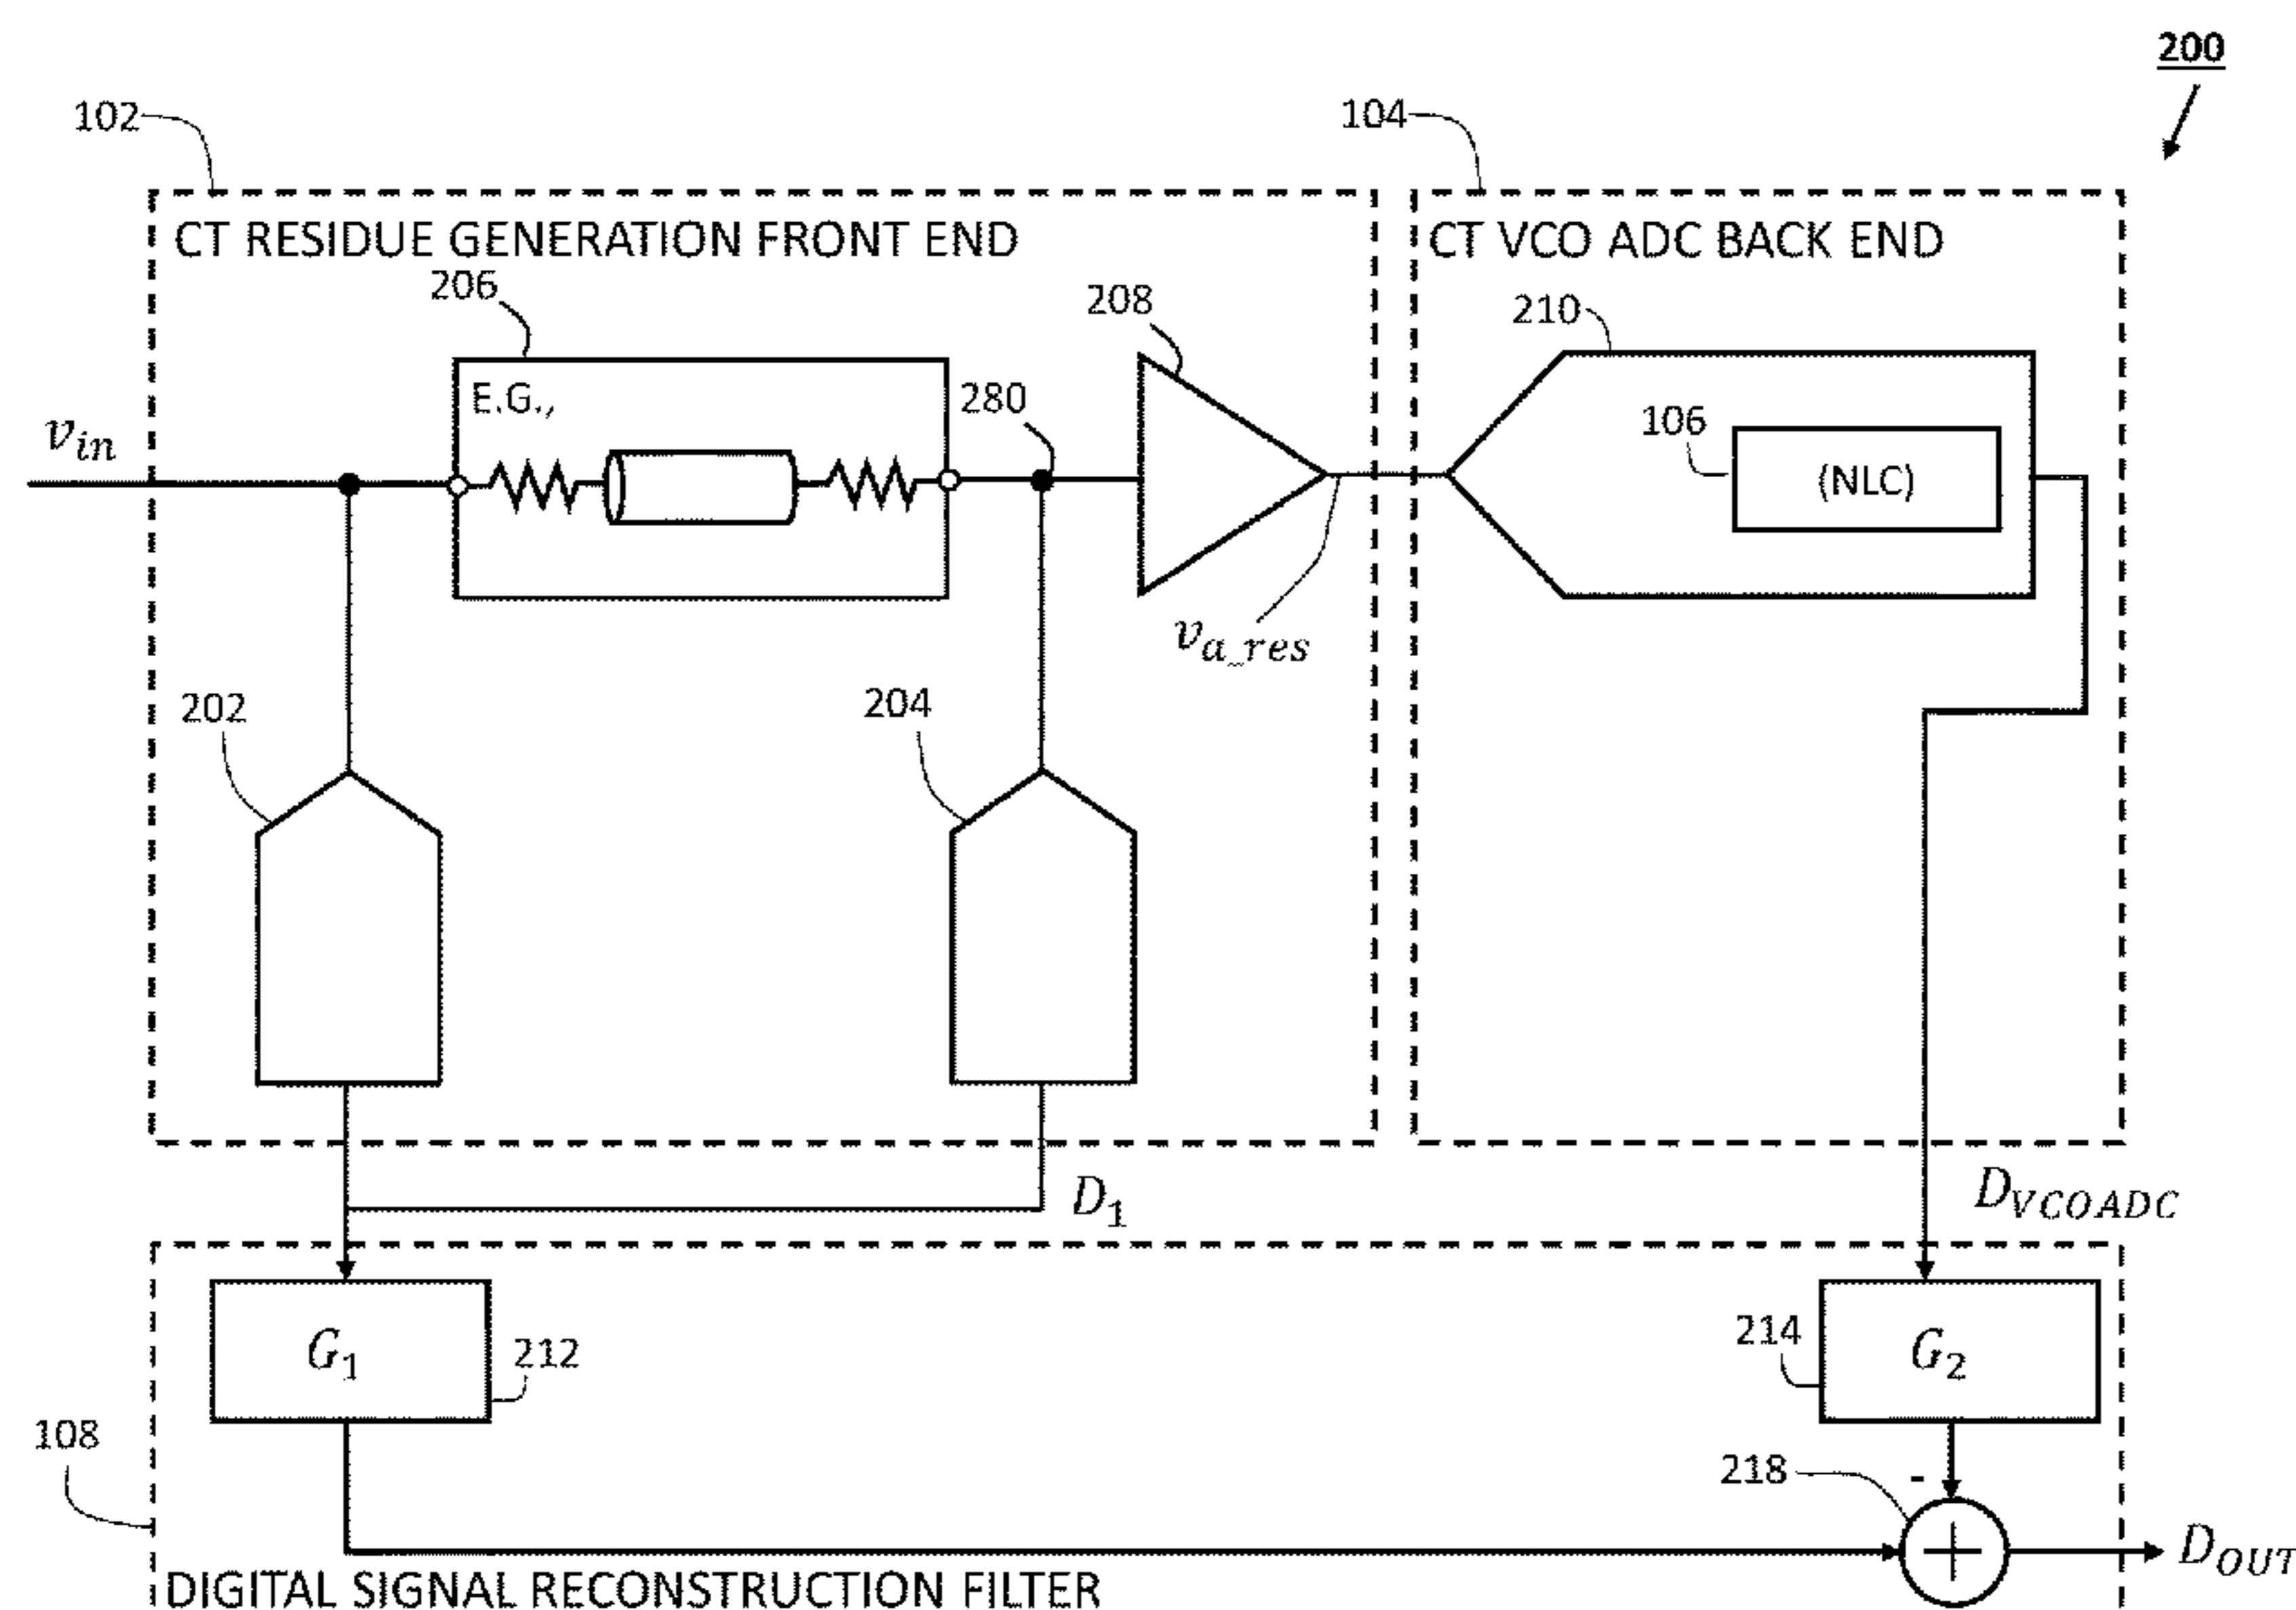 200
102
104
CT RESIDUE GENERATION FRONT END
CT VCO ADC BACK END
206
208
210
E.G.,
280
106
(NLC)
v_in
v_a_res
202
204
D_1
D_VCOADC
G_1
212
214
G_2
108
218
-
+
D_OUT
DIGITAL SIGNAL RECONSTRUCTION FILTER